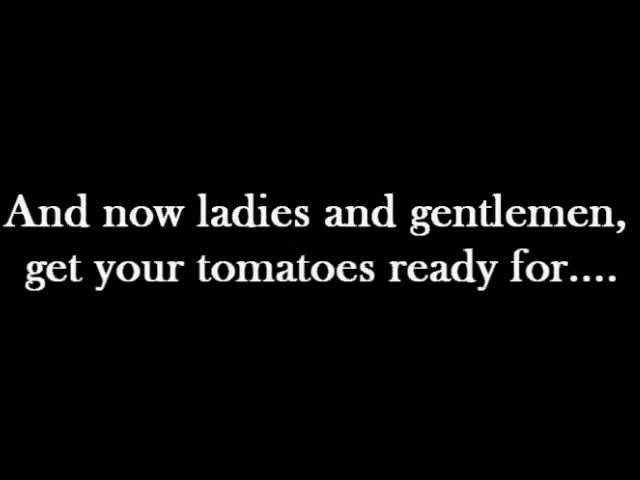 And now ladies and gentlemen,
get your tomatoes ready for....